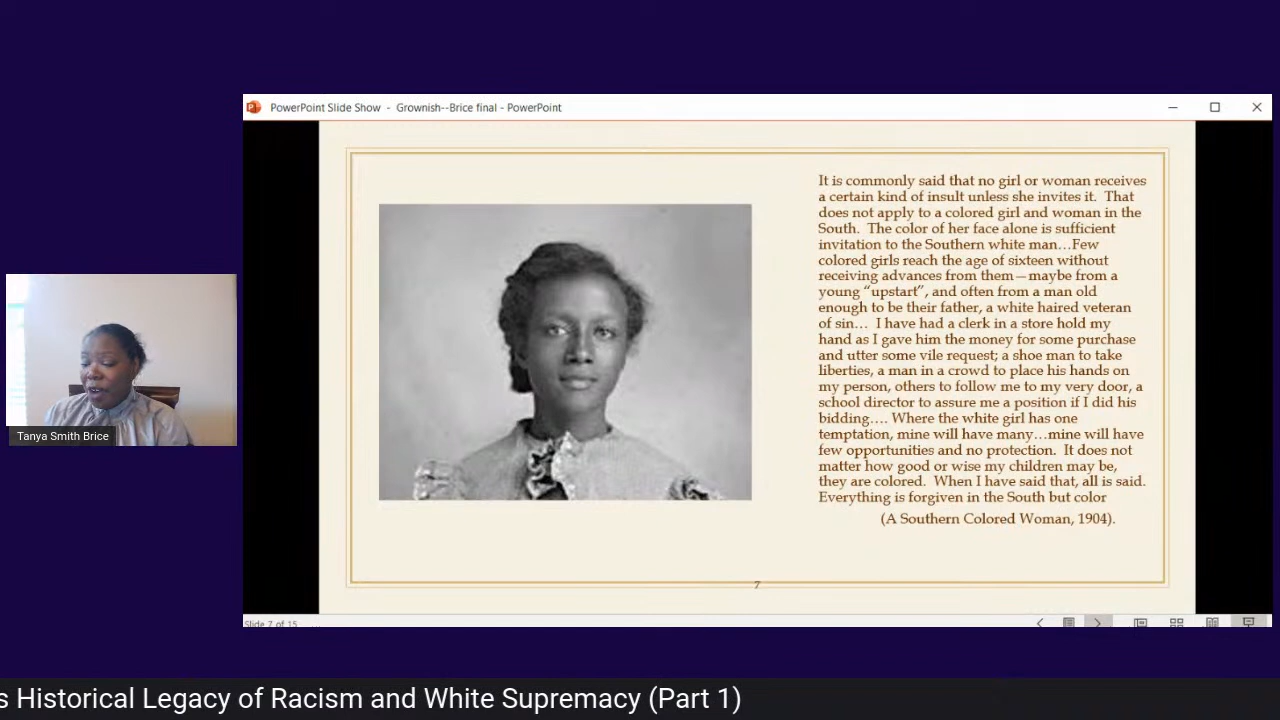 PowerPoint Slide Show - Grownish--Brice final - PowerPoint
It is commonly said that no girl or woman receives
a certain kind of insult unless she invites it. That
does not apply to a colored girl and woman in the
South. The color of her face alone is sufficient
invitation to the Southern white man…Few
colored girls reach the age of sixteen without
receiving advances from them—maybe from a
young “upstart”, and often from a man old
enough to be their father, a white haired veteran
of sin… I have had a clerk in a store hold my
hand as I gave him the money for some purchase
and utter some vile request; a shoe man to take
liberties, a man in a crowd to place his hands on
my person, others to follow me to my very door, a
school director to assure me a position if I did his
bidding…. Where the white girl has one
temptation, mine will have many…mine will have
few opportunities and no protection. It does not
matter how good or wise my children may be,
they are colored. When I have said that, all is said.
Everything is forgiven in the South but color
(A Southern Colored Woman, 1904).
Tanya Smith Brice
7
Slide 7 of 15
s Historical Legacy of Racism and White Supremacy (Part 1)